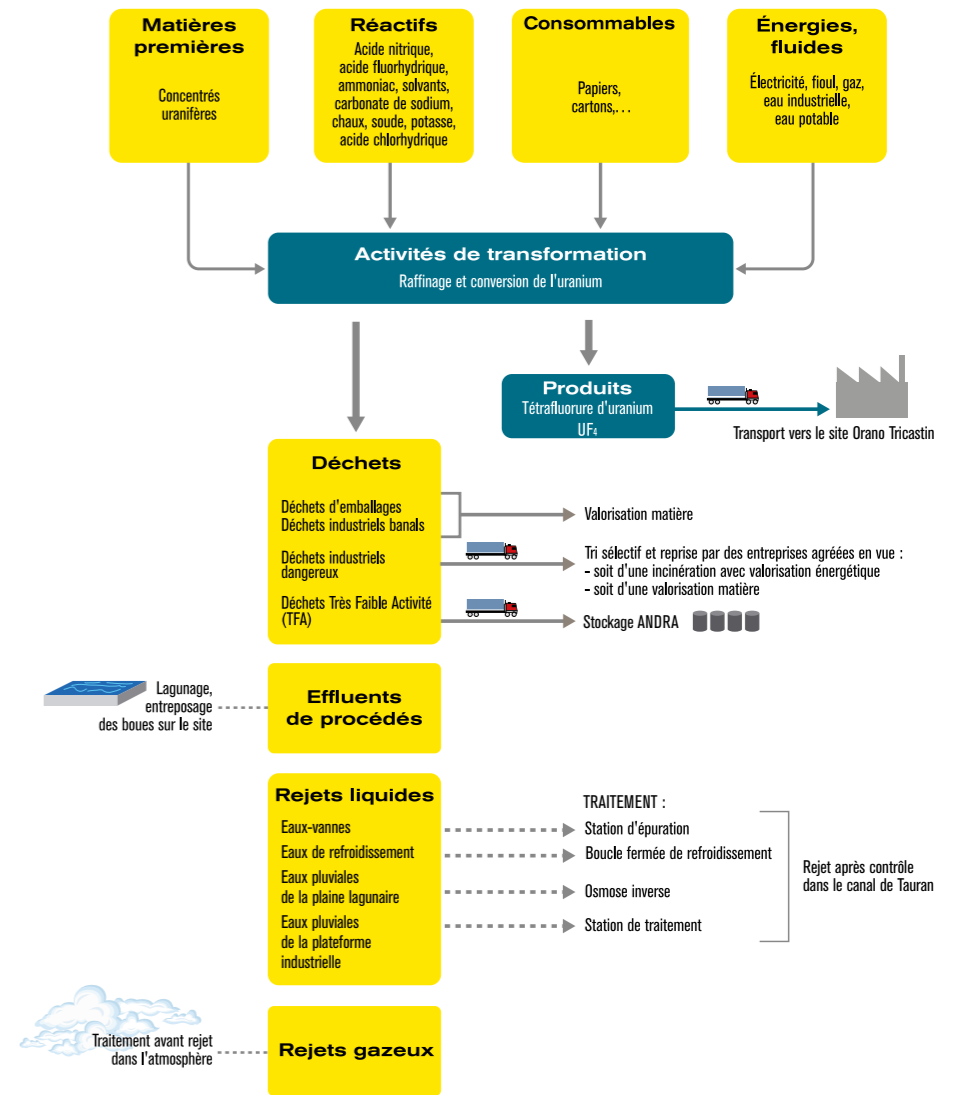 Matières
premières
Concentrés
uranifères
Réactifs
Acide nitrique,
acide fluorhydrique,
ammoniac, solvants,
carbonate de sodium,
chaux, soude, potasse,
acide chlorhydrique
Consommables
Papiers,
cartons,...
Énergies,
fluides
Électricité, fioul, gaz,
eau industrielle,
eau potable
Activités de transformation
Raffinage et conversion de l'uranium
Produits
Tétrafluorure d'uranium
UF₄
Transport vers le site Orano Tricastin
Déchets
Déchets d'emballages
Déchets industriels banals
Valorisation matière
Déchets industriels
dangereux
Tri sélectif et reprise par des entreprises agréées en vue :
- soit d'une incinération avec valorisation énergétique
- soit d'une valorisation matière
Déchets Très Faible Activité
(TFA)
Stockage ANDRA
Lagunage,
entreposage
des boues sur le site
Effluents
de procédés
Rejets liquides
TRAITEMENT :
Eaux-vannes
Station d'épuration
Eaux de refroidissement
Boucle fermée de refroidissement
Eaux pluviales
de la plaine lagunaire
Osmose inverse
Eaux pluviales
de la plateforme
industrielle
Station de traitement
Rejet après contrôle
dans le canal de Tauran
Traitement avant rejet
dans l'atmosphère
Rejets gazeux